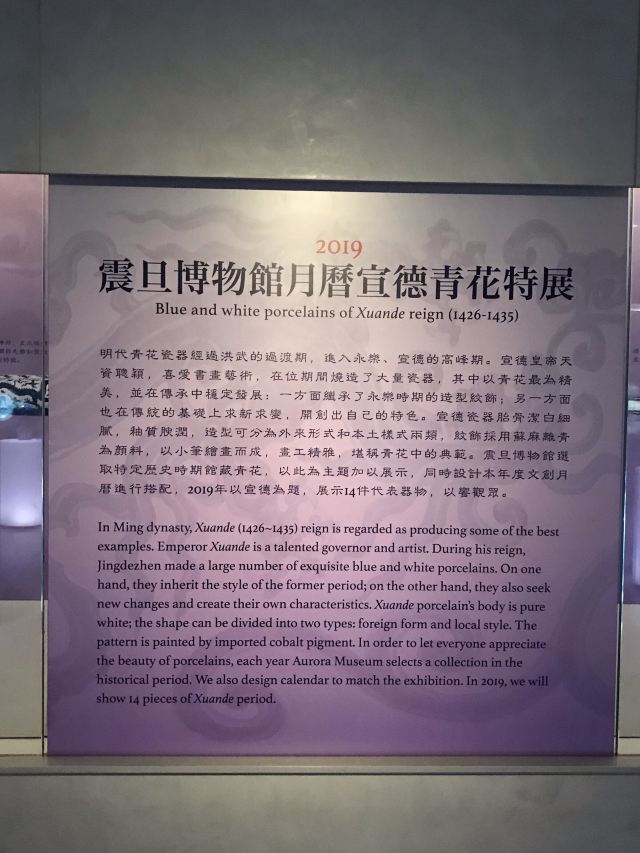 2019
震旦博物館月曆宣德青花特展
Blue and white porcelains of Xuande reign (1426-1435)
明代青花瓷器經過洪武的過渡期，進入永樂、宣德的高峰期。宣德皇帝天
資聰穎，喜愛書畫藝術，在位期間燒造了大量瓷器，其中以青花最為精
美，並在傳承中穩定發展：一方面繼承了永樂時期的造型紋飾；另一方面
也在傳統的基礎上求新求變，開創出自己的特色。宣德瓷器胎骨潔白細
膩，釉質腴潤，造型可分為外來形式和本土樣式兩類，紋飾採用蘇麻離青
為顏料，以小筆繪畫而成，畫工精雅，堪稱青花中的典範。震旦博物館選
取特定歷史時期館藏青花，以此為主題加以展示，同時設計本年度文創月
曆進行搭配，2019年以宣德為題，展示14件代表器物，以饗觀眾。
In Ming dynasty, Xuande (1426~1435) reign is regarded as producing some of the best
examples. Emperor Xuande is a talented governor and artist. During his reign,
Jingdezhen made a large number of exquisite blue and white porcelains. On one
hand, they inherit the style of the former period; on the other hand, they also seek
new changes and create their own characteristics. Xuande porcelain's body is pure
white; the shape can be divided into two types: foreign form and local style. The
pattern is painted by imported cobalt pigment. In order to let everyone appreciate
the beauty of porcelains, each year Aurora Museum selects a collection in the
historical period. We also design calendar to match the exhibition. In 2019, we will
show 14 pieces of Xuande period.